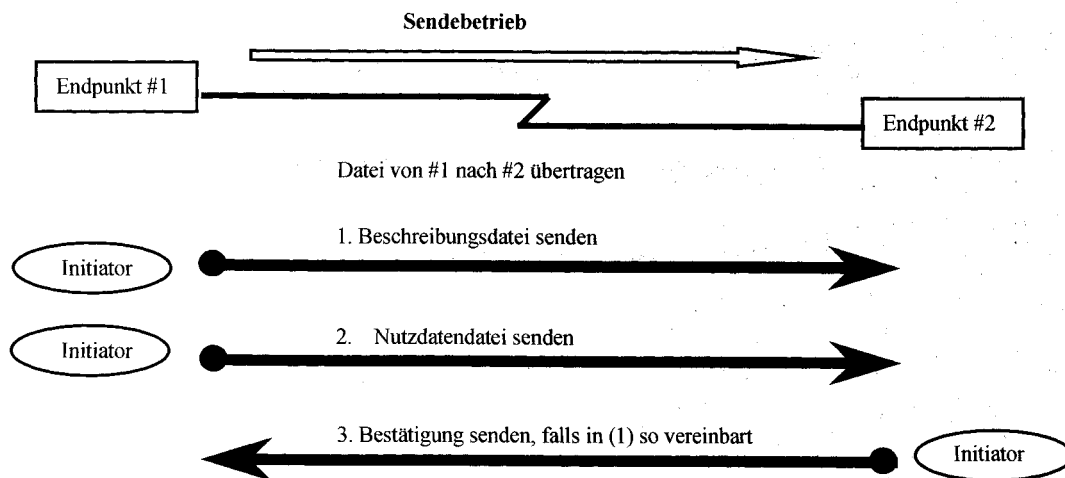 Sendebetrieb
Endpunkt #1
Endpunkt #2
Datei von #1 nach #2 übertragen
1. Beschreibungsdatei senden
Initiator
2. Nutzdatendatei senden
Initiator
3. Bestätigung senden, falls in (1) so vereinbart
Initiator